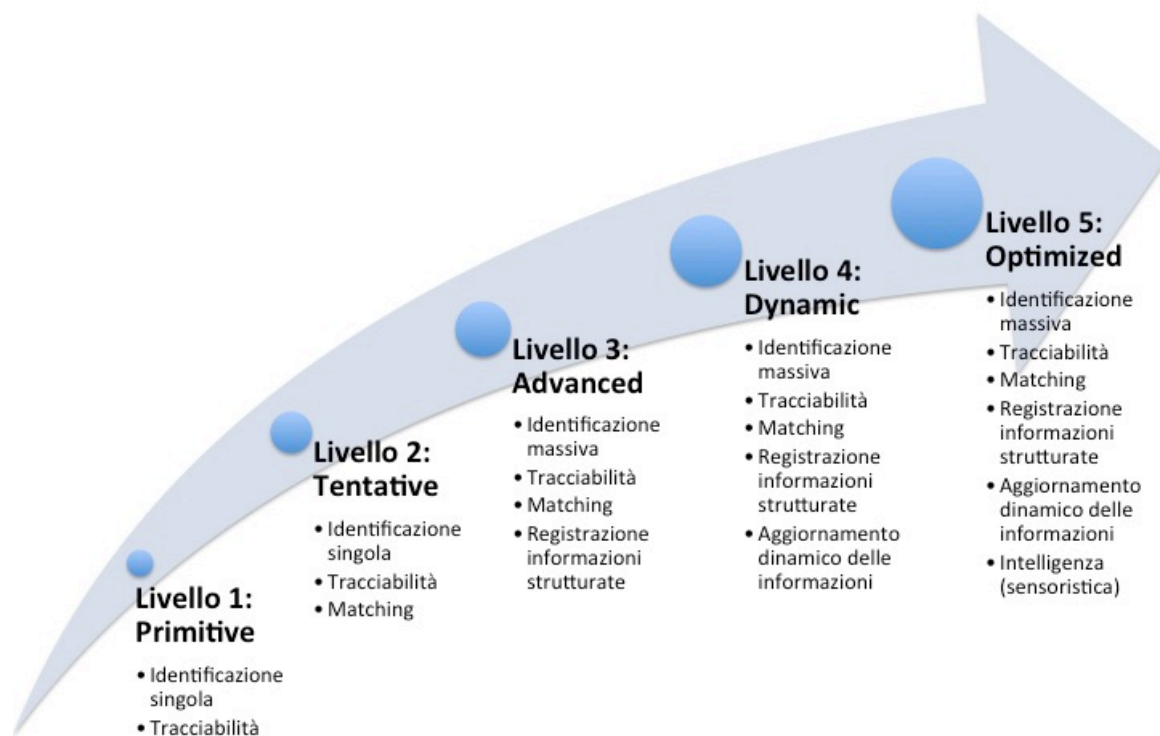 Livello 1:
Primitive
• Identificazione
singola
• Tracciabilità
Livello 2:
Tentative
• Identificazione
singola
• Tracciabilità
• Matching
Livello 3:
Advanced
• Identificazione
massiva
• Tracciabilità
• Matching
• Registrazione
informazioni
strutturate
Livello 4:
Dynamic
• Identificazione
massiva
• Tracciabilità
• Matching
• Registrazione
informazioni
strutturate
• Aggiornamento
dinamico delle
informazioni
Livello 5:
Optimized
• Identificazione
massiva
• Tracciabilità
• Matching
• Registrazione
informazioni
strutturate
• Aggiornamento
dinamico delle
informazioni
• Intelligenza
(sensoristica)